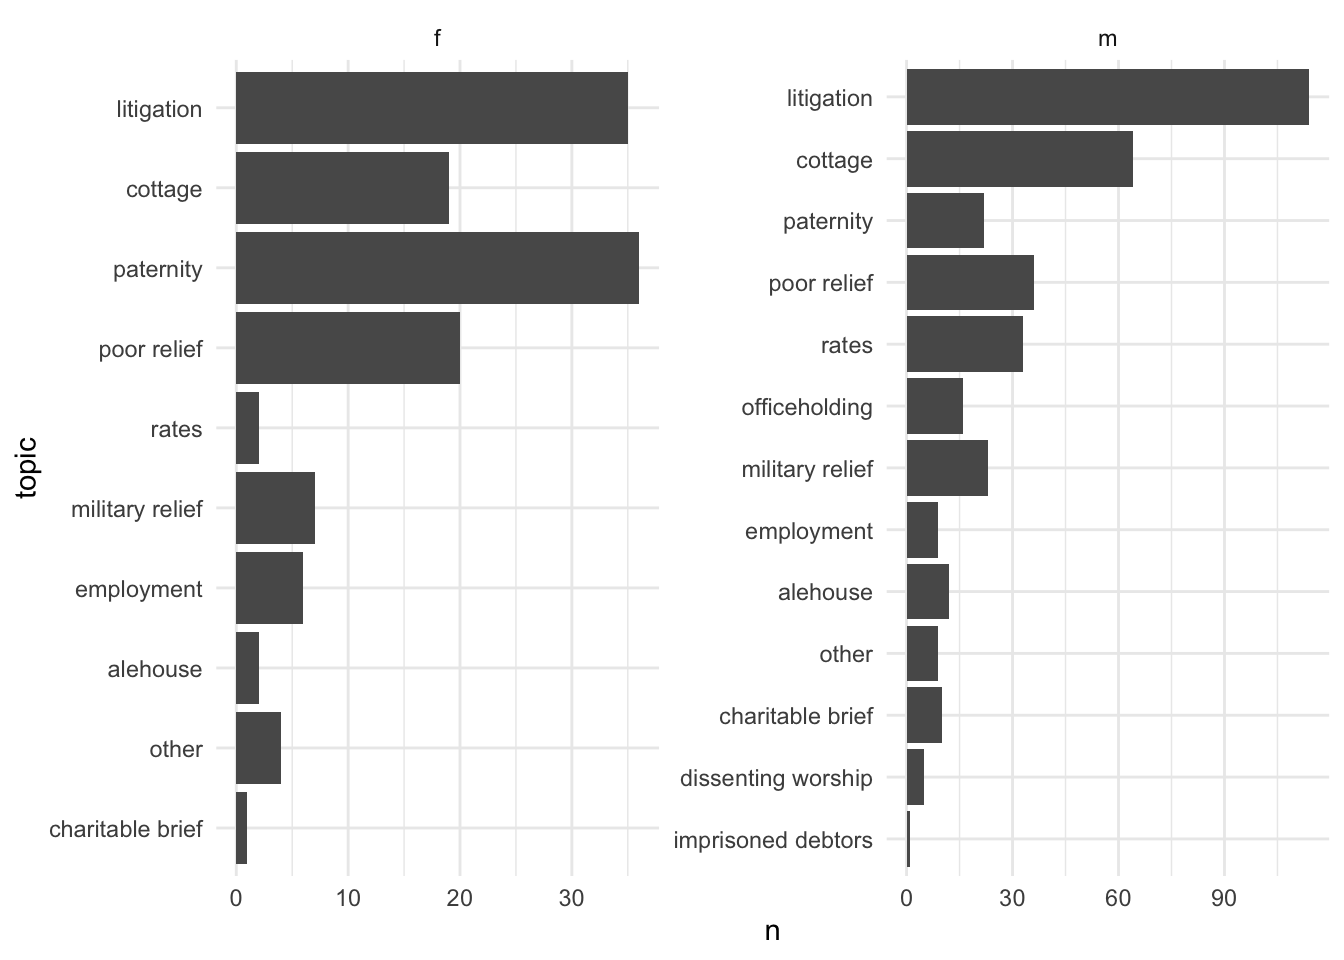 f
litigation
cottage
paternity
poor relief
rates
military relief
employment
alehouse
other
charitable brief
0 10 20 30
m
litigation
cottage
paternity
poor relief
rates
officeholding
military relief
employment
alehouse
other
charitable brief
dissenting worship
imprisoned debtors
0 30 60 90
topic
n